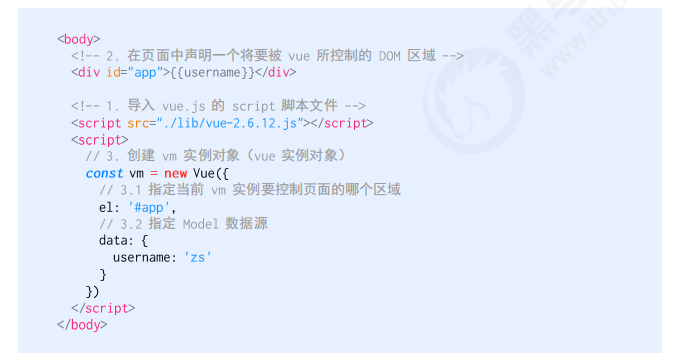 <body>
<!-- 2. 在页面中声明一个将要被 vue 所控制的 DOM 区域 -->
<div id="app">{{username}}</div>
<!-- 1. 导入 vue.js 的 script 脚本文件 -->
<script src="./lib/vue-2.6.12.js"></script>
<script>
// 3. 创建 vm 实例对象（vue 实例对象）
const vm = new Vue({
// 3.1 指定当前 vm 实例要控制页面的哪个区域
el: '#app',
// 3.2 指定 Model 数据源
data: {
username: 'zs'
}
})
</script>
</body>